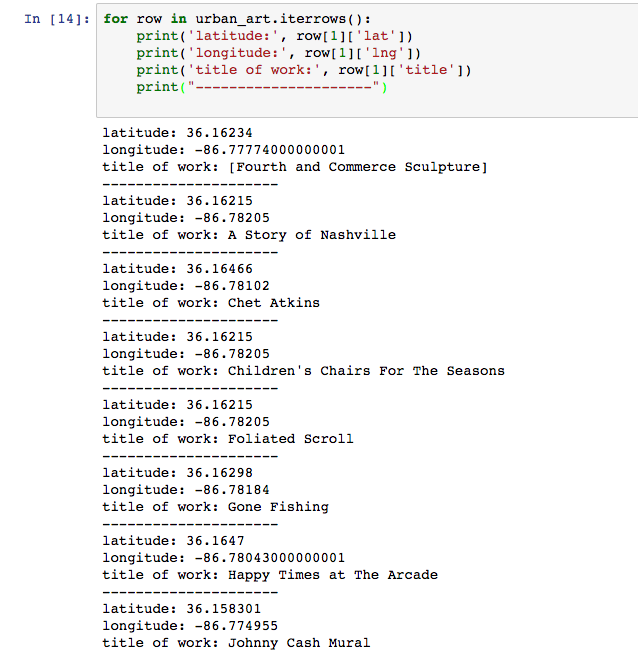 In [14]: for row in urban_art.iterrows():
    print('latitude:', row[1]['lat'])
    print('longitude:', row[1]['lng'])
    print('title of work:', row[1]['title'])
    print("---------------------")
latitude: 36.16234
longitude: -86.77774000000001
title of work: [Fourth and Commerce Sculpture]
---------------------
latitude: 36.16215
longitude: -86.78205
title of work: A Story of Nashville
---------------------
latitude: 36.16466
longitude: -86.78102
title of work: Chet Atkins
---------------------
latitude: 36.16215
longitude: -86.78205
title of work: Children's Chairs For The Seasons
---------------------
latitude: 36.16215
longitude: -86.78205
title of work: Foliated Scroll
---------------------
latitude: 36.16298
longitude: -86.78184
title of work: Gone Fishing
---------------------
latitude: 36.1647
longitude: -86.78043000000001
title of work: Happy Times at The Arcade
---------------------
latitude: 36.158301
longitude: -86.774955
title of work: Johnny Cash Mural